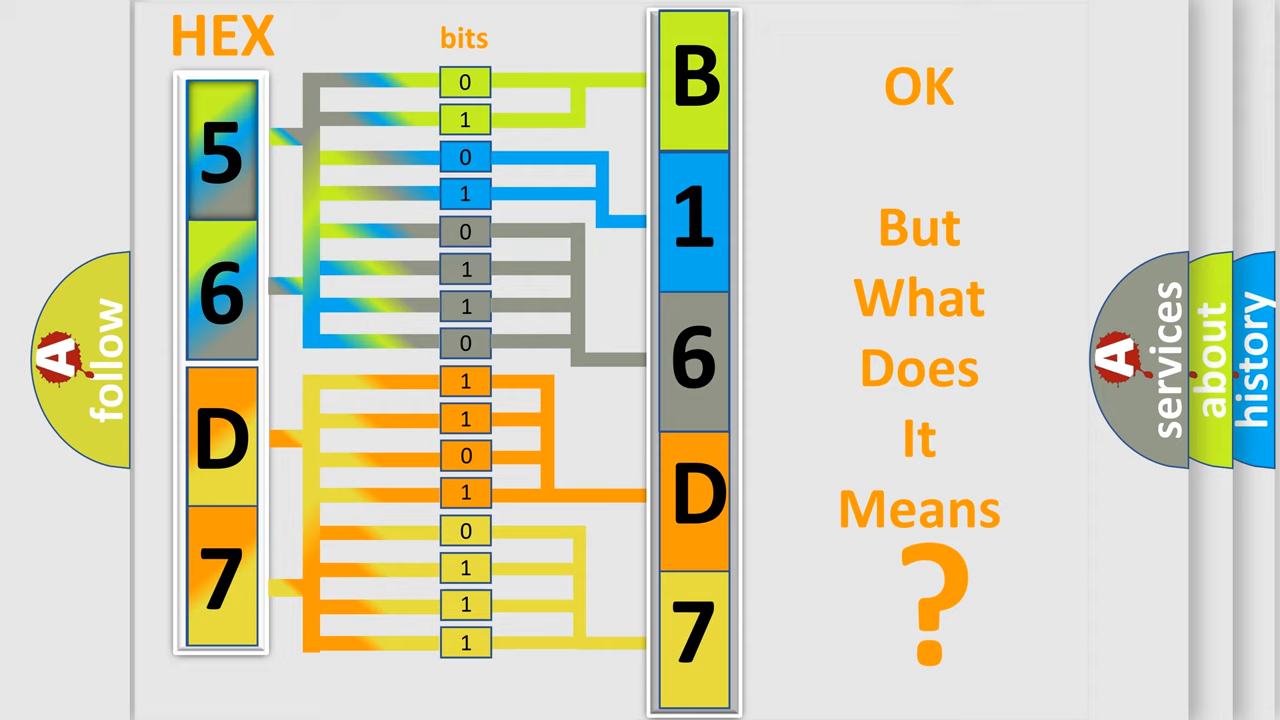 HEX
bits
5
6
D
7
0
1
0
1
0
1
1
0
1
1
0
1
0
1
1
1
B
1
6
D
7
OK
But
What
Does
It
Means
?
A
follow
A
services
about
history